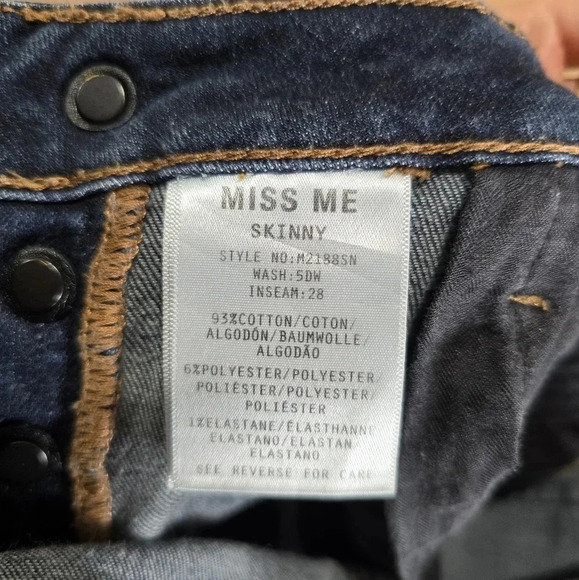 MISS ME
SKINNY
STYLE NO:M2188SN
WASH:5DW
INSEAM:28
93%COTTON/COTON/
ALGODÓN/BAUMWOLLE/
ALGODÃO
6%POLYESTER/POLYESTER/
POLIÉSTER/POLYESTER/
POLIÉSTER
1%ELASTANE/ÉLASTHANNE
ELASTANO/ELASTAN
ELASTANO
SEE REVERSE FOR CARE